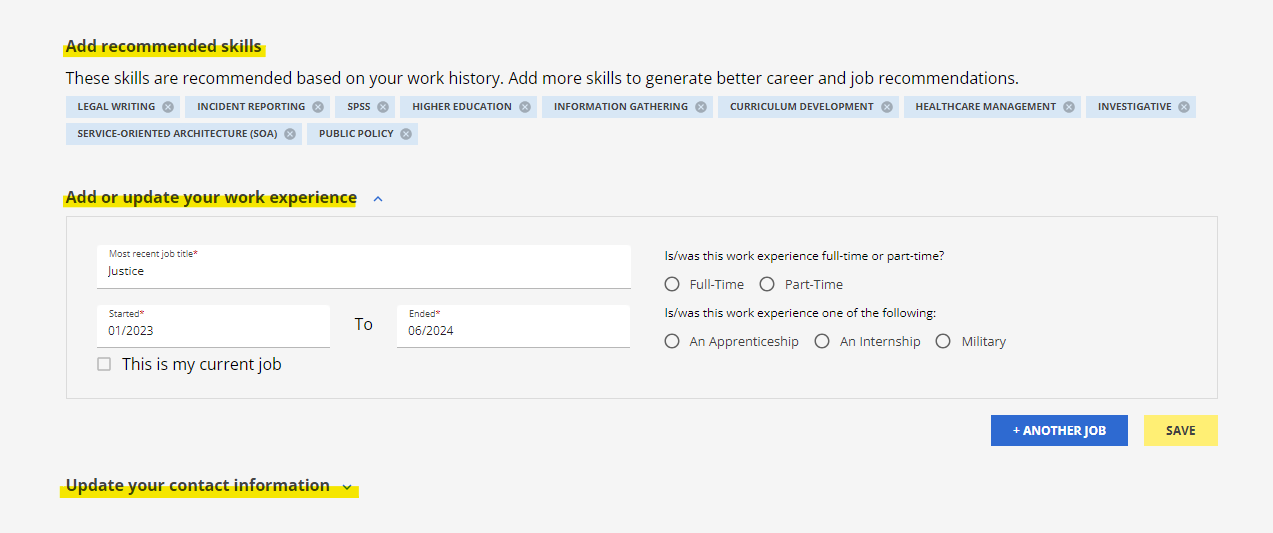 Add recommended skills
These skills are recommended based on your work history. Add more skills to generate better career and job recommendations.
LEGAL WRITING INCIDENT REPORTING SPSS HIGHER EDUCATION INFORMATION GATHERING CURRICULUM DEVELOPMENT HEALTHCARE MANAGEMENT INVESTIGATIVE
SERVICE-ORIENTED ARCHITECTURE (SOA) PUBLIC POLICY
Add or update your work experience
Most recent job title*
Justice
Started*
01/2023
To
Ended*
06/2024
This is my current job
Is/was this work experience full-time or part-time?
Full-Time Part-Time
Is/was this work experience one of the following:
An Apprenticeship An Internship Military
+ ANOTHER JOB SAVE
Update your contact information